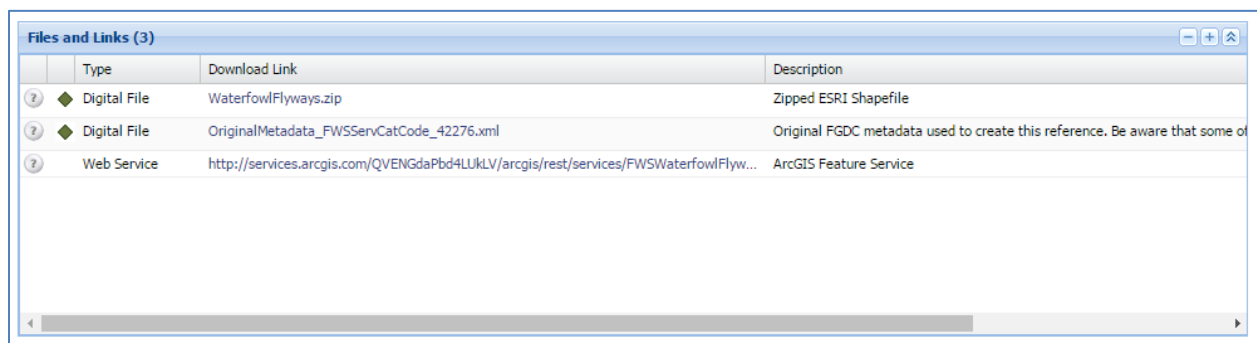 Files and Links (3)
Type Download Link Description
? Digital File WaterfowlFlyways.zip Zipped ESRI Shapefile
? Digital File OriginalMetadata_FWSServCatCode_42276.xml Original FGDC metadata used to create this reference. Be aware that some of
? Web Service http://services.arcgis.com/QVENGdaPbd4LUkLV/arcgis/rest/services/FWSWaterfowlFlyw... ArcGIS Feature Service